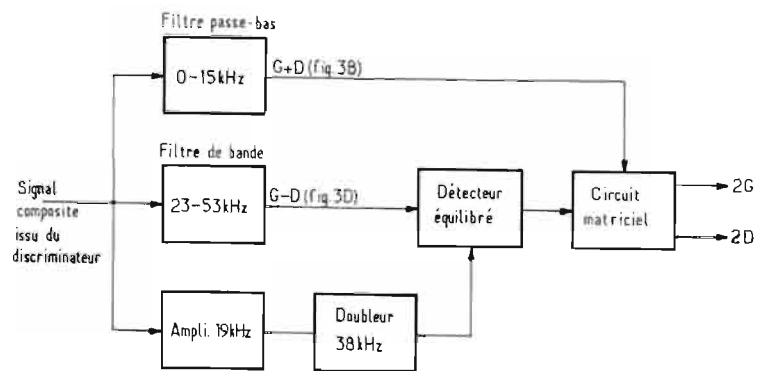 Filtre passe-bas
0-15kHz
G+D (fig. 3B)
Filtre de bande
23-53kHz
G-D (fig. 3D)
Signal
composite
issu du
discriminateur
Détecteur
équilibré
Circuit
matriciel
2G
2D
Ampli. 19kHz
Doubleur
38kHz